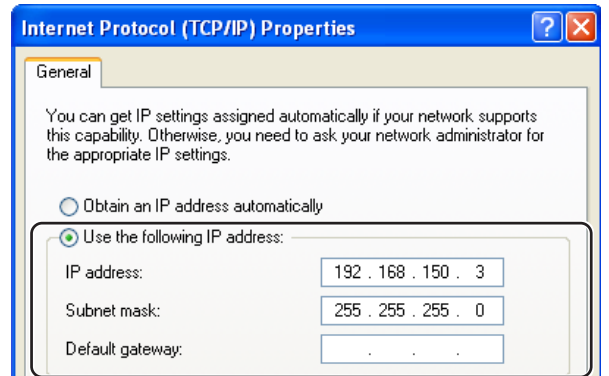 Internet Protocol (TCP/IP) Properties
General
You can get IP settings assigned automatically if your network supports
this capability. Otherwise, you need to ask your network administrator for
the appropriate IP settings.
Obtain an IP address automatically
Use the following IP address:
IP address: 192 . 168 . 150 . 3
Subnet mask: 255 . 255 . 255 . 0
Default gateway: . . .